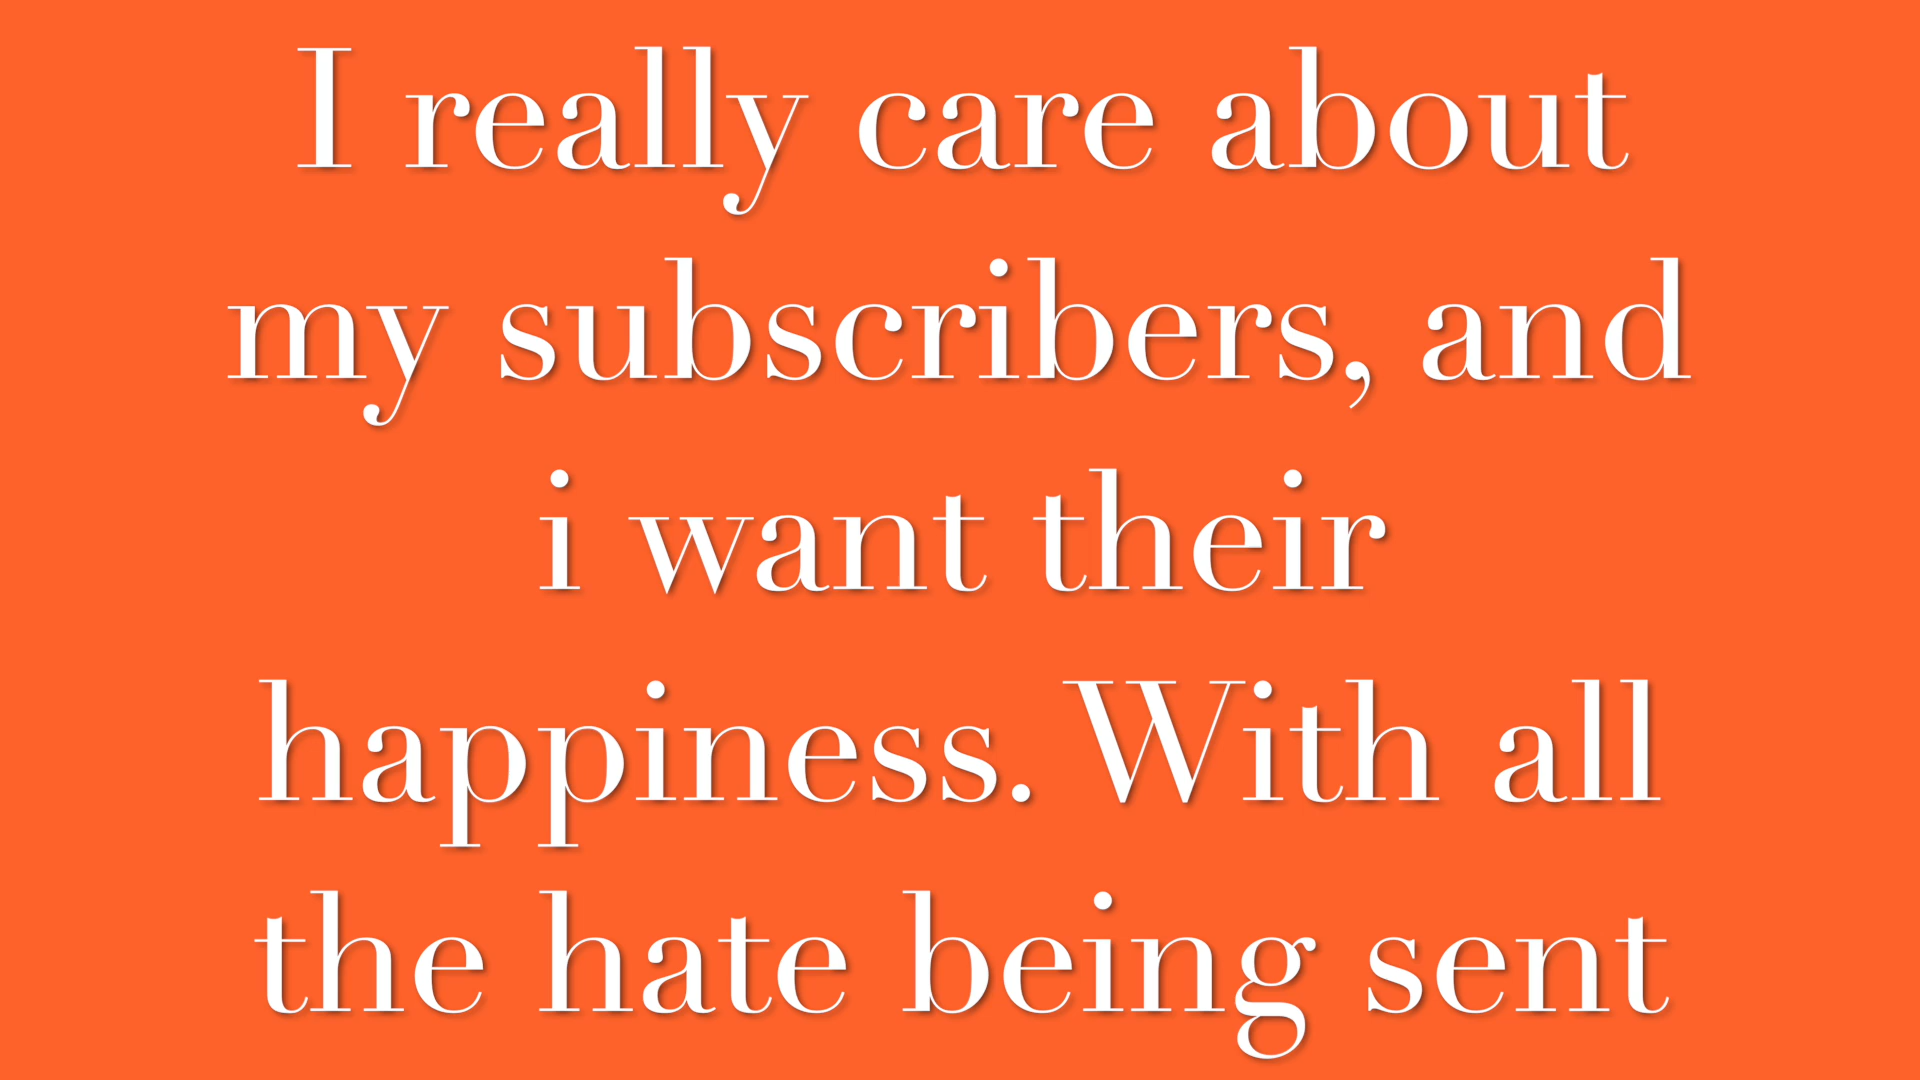 I really care about
my subscribers, and
i want their
happiness. With all
the hate being sent